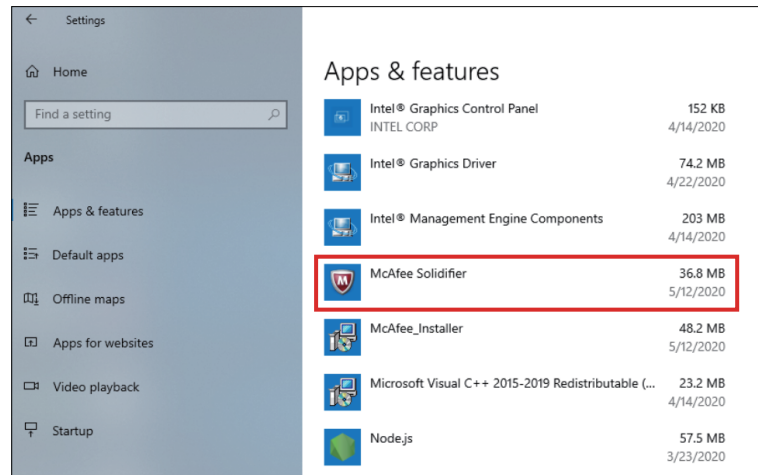 Settings
Home
Find a setting
Apps
Apps & features
Default apps
Offline maps
Apps for websites
Video playback
Startup
Apps & features
Intel® Graphics Control Panel 152 KB
INTEL CORP 4/14/2020
Intel® Graphics Driver 74.2 MB
4/22/2020
Intel® Management Engine Components 203 MB
4/14/2020
McAfee Solidifier 36.8 MB
5/12/2020
McAfee_Installer 48.2 MB
5/12/2020
Microsoft Visual C++ 2015-2019 Redistributable (... 23.2 MB
4/14/2020
Node.js 57.5 MB
3/23/2020